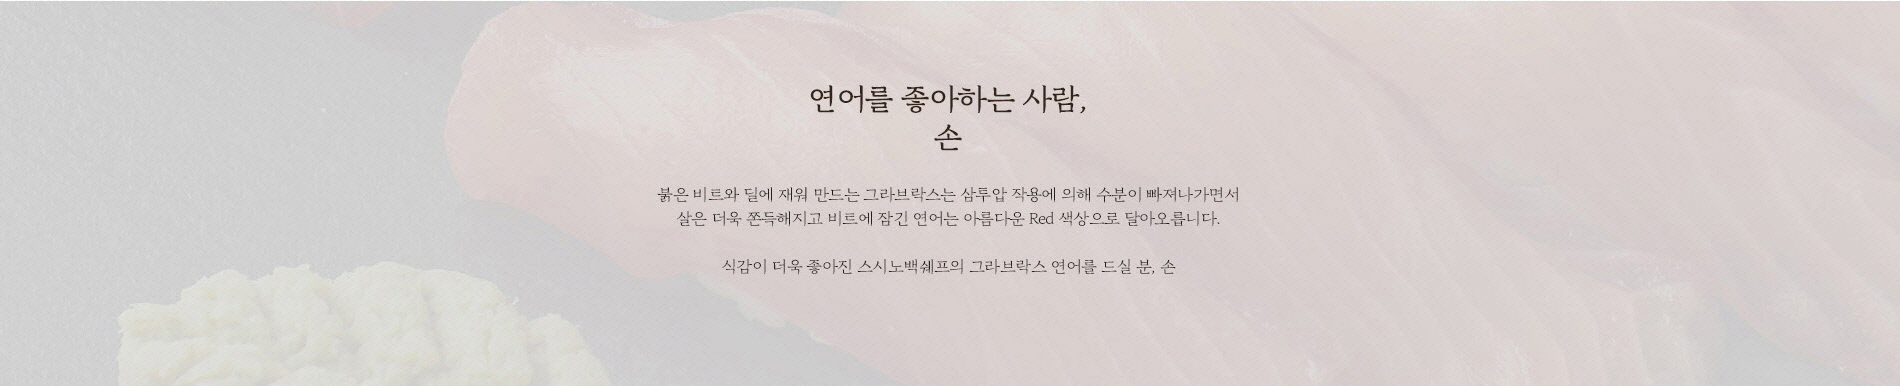 연어를 좋아하는 사람,
손
붉은 비트와 딜에 재워 만드는 그라브락스는 삼투압 작용에 의해 수분이 빠져나가면서
살은 더욱 쫀득해지고 비트에 잠긴 연어는 아름다운 Red 색상으로 달아오릅니다.
식감이 더욱 좋아진 스시노백쉐프의 그라브락스 연어를 드실 분, 손